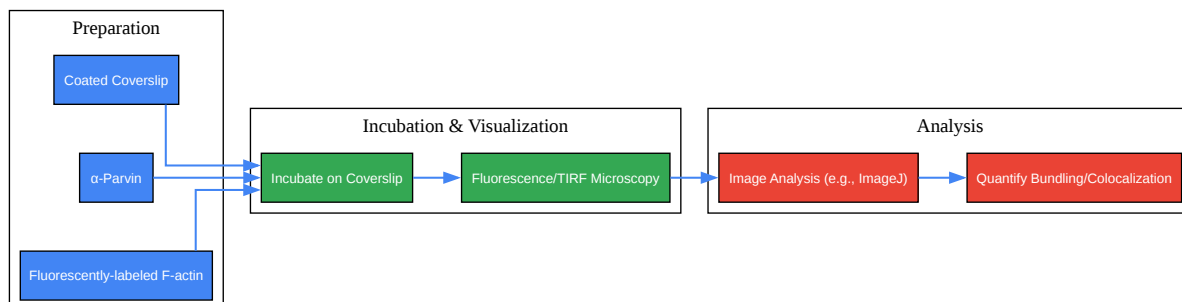 Preparation
Coated Coverslip
α-Parvin
Fluorescently-labeled F-actin
Incubation & Visualization
Incubate on Coverslip
Fluorescence/TIRF Microscopy
Analysis
Image Analysis (e.g., ImageJ)
Quantify Bundling/Colocalization